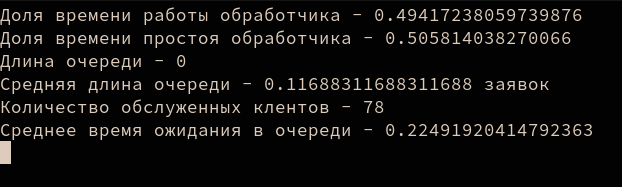 Доля времени работы обработчика - 0.49417238059739876
Доля времени простоя обработчика - 0.505814038270066
Длина очереди - 0
Средняя длина очереди - 0.11688311688311688 заявок
Количество обслуженных клентов - 78
Среднее время ожидания в очереди - 0.22491920414792363